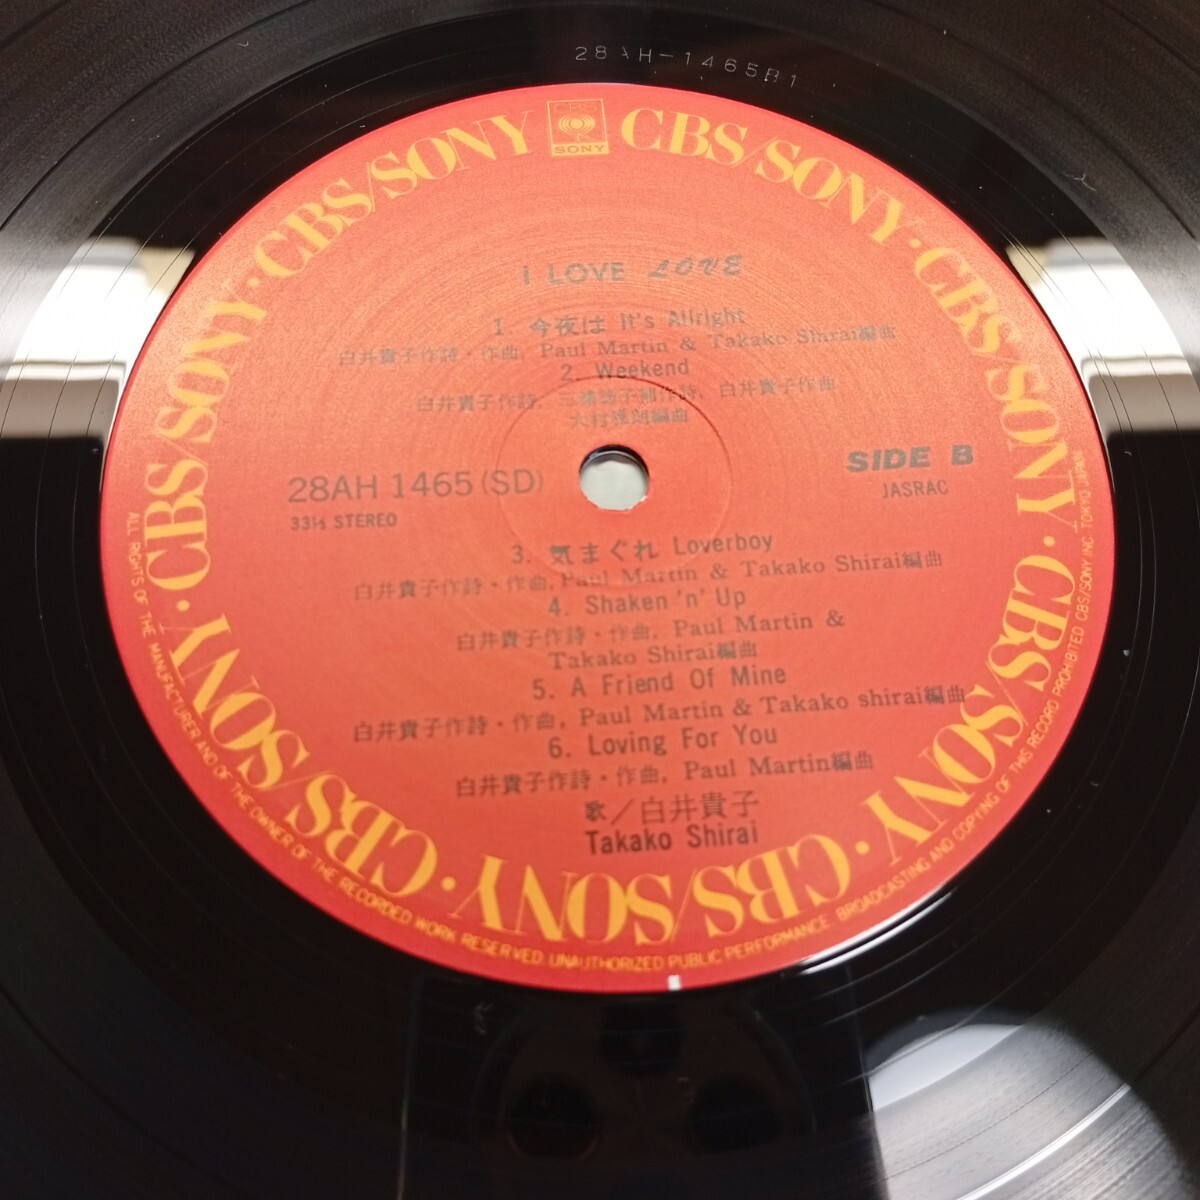 28AH-1465B1
CBS/SONY · CBS/SONY · CBS/SONY · CBS/SONY · CBS/SONY · CBS/SONY · CBS/SONY · CBS/SONY
CBS
SONY
I LOVE LOVE
1. 今夜は It's Allright
白井貴子作詩・作曲, Paul Martin & Takako Shirai編曲
2. Weekend
白井貴子作詩, 補作詩, 白井貴子作曲
大村雅朗編曲
28AH 1465 (SD)
33⅓ STEREO
SIDE B
JASRAC
3. 気まぐれ Loverboy
白井貴子作詩・作曲, Paul Martin & Takako Shirai編曲
4. Shaken 'n' Up
白井貴子作詩・作曲, Paul Martin &
Takako Shirai編曲
5. A Friend Of Mine
白井貴子作詩・作曲, Paul Martin & Takako shirai編曲
6. Loving For You
白井貴子作詩・作曲, Paul Martin編曲
歌／白井貴子
Takako Shirai
ALL RIGHTS OF THE MANUFACTURER AND OF THE OWNER OF THE RECORDED WORK RESERVED. UNAUTHORIZED PUBLIC PERFORMANCE BROADCASTING AND COPYING OF THIS RECORD PROHIBITED CBS/SONY INC. TOKYO JAPAN